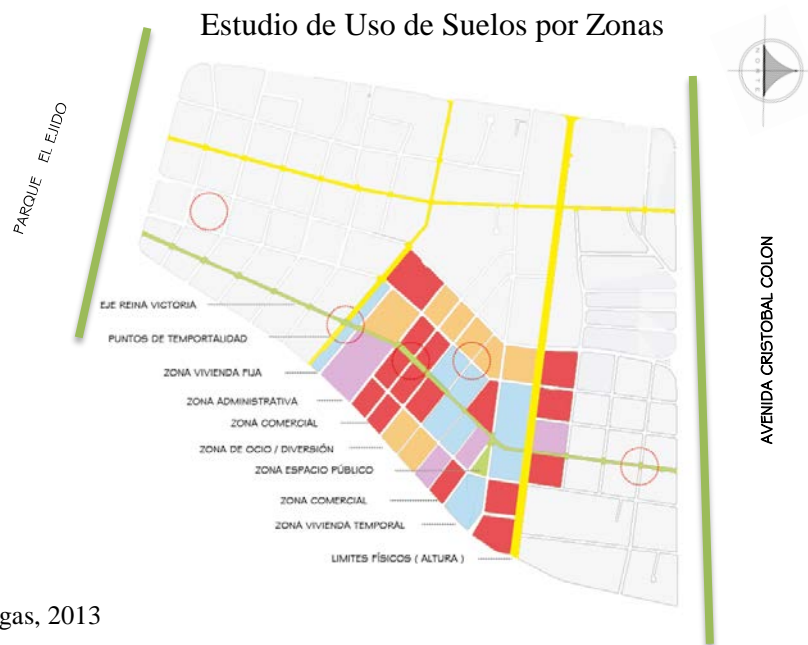 Estudio de Uso de Suelos por Zonas
NORTE
PARQUE EL EJIDO
EJE REINA VICTORIA
PUNTOS DE TEMPORTALIDAD
ZONA VIVIENDA FIJA
ZONA ADMINISTRATIVA
ZONA COMERCIAL
ZONA DE OCIO / DIVERSIÓN
ZONA ESPACIO PÚBLICO
ZONA COMERCIAL
ZONA VIVIENDA TEMPORAL
LIMITES FÍSICOS ( ALTURA )
AVENIDA CRISTOBAL COLON
gas, 2013